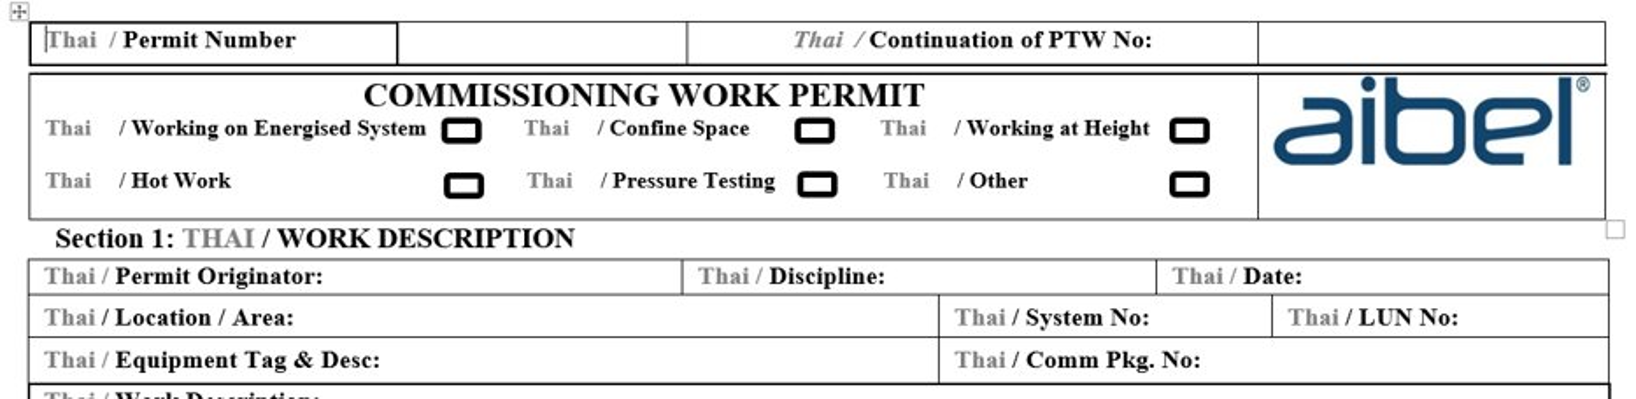 Thai / Permit Number Thai / Continuation of PTW No:
COMMISSIONING WORK PERMIT
aibel®
Thai / Working on Energised System Thai / Confine Space Thai / Working at Height
Thai / Hot Work Thai / Pressure Testing Thai / Other
Section 1: THAI / WORK DESCRIPTION
Thai / Permit Originator: Thai / Discipline: Thai / Date:
Thai / Location / Area: Thai / System No: Thai / LUN No:
Thai / Equipment Tag & Desc: Thai / Comm Pkg. No:
Thai / Work Description: